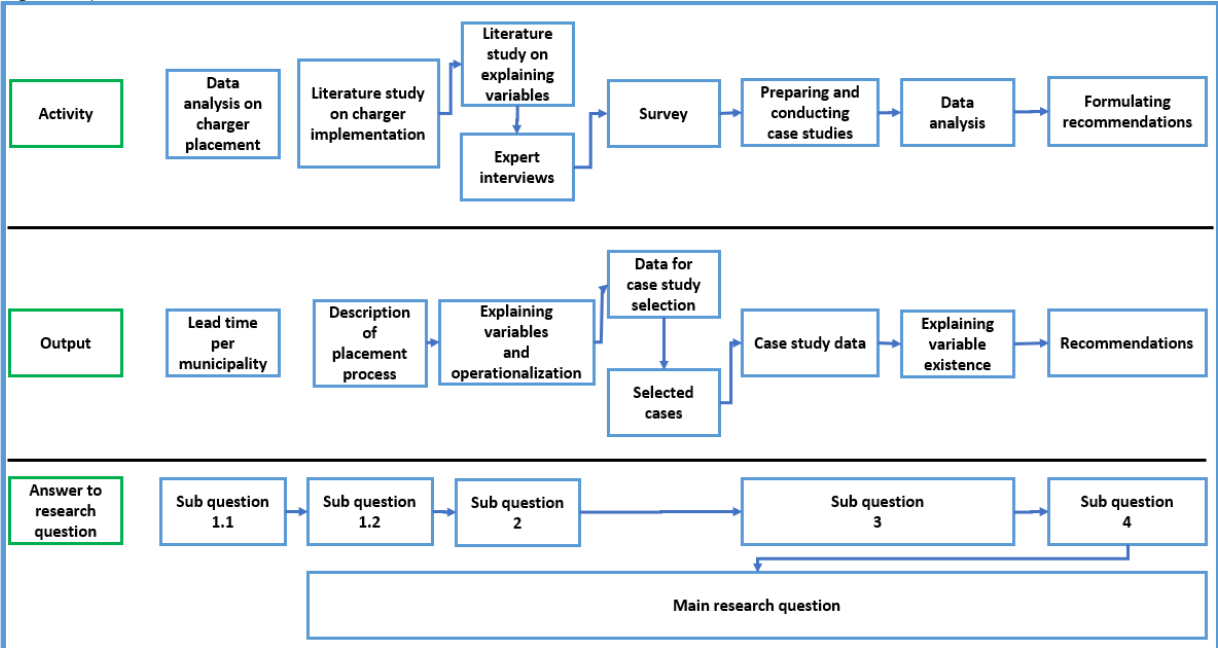 Activity
Data
analysis on
charger
placement
Literature study
on charger
implementation
Literature
study on
explaining
variables
Expert
interviews
Survey
Preparing and
conducting
case studies
Data
analysis
Formulating
recommendations
Output
Lead time
per
municipality
Description
of
placement
process
Explaining
variables
and
operationalization
Data for
case study
selection
Selected
cases
Case study data
Explaining
variable
existence
Recommendations
Answer to
research
question
Sub question
1.1
Sub question
1.2
Sub question
2
Sub question
3
Sub question
4
Main research question